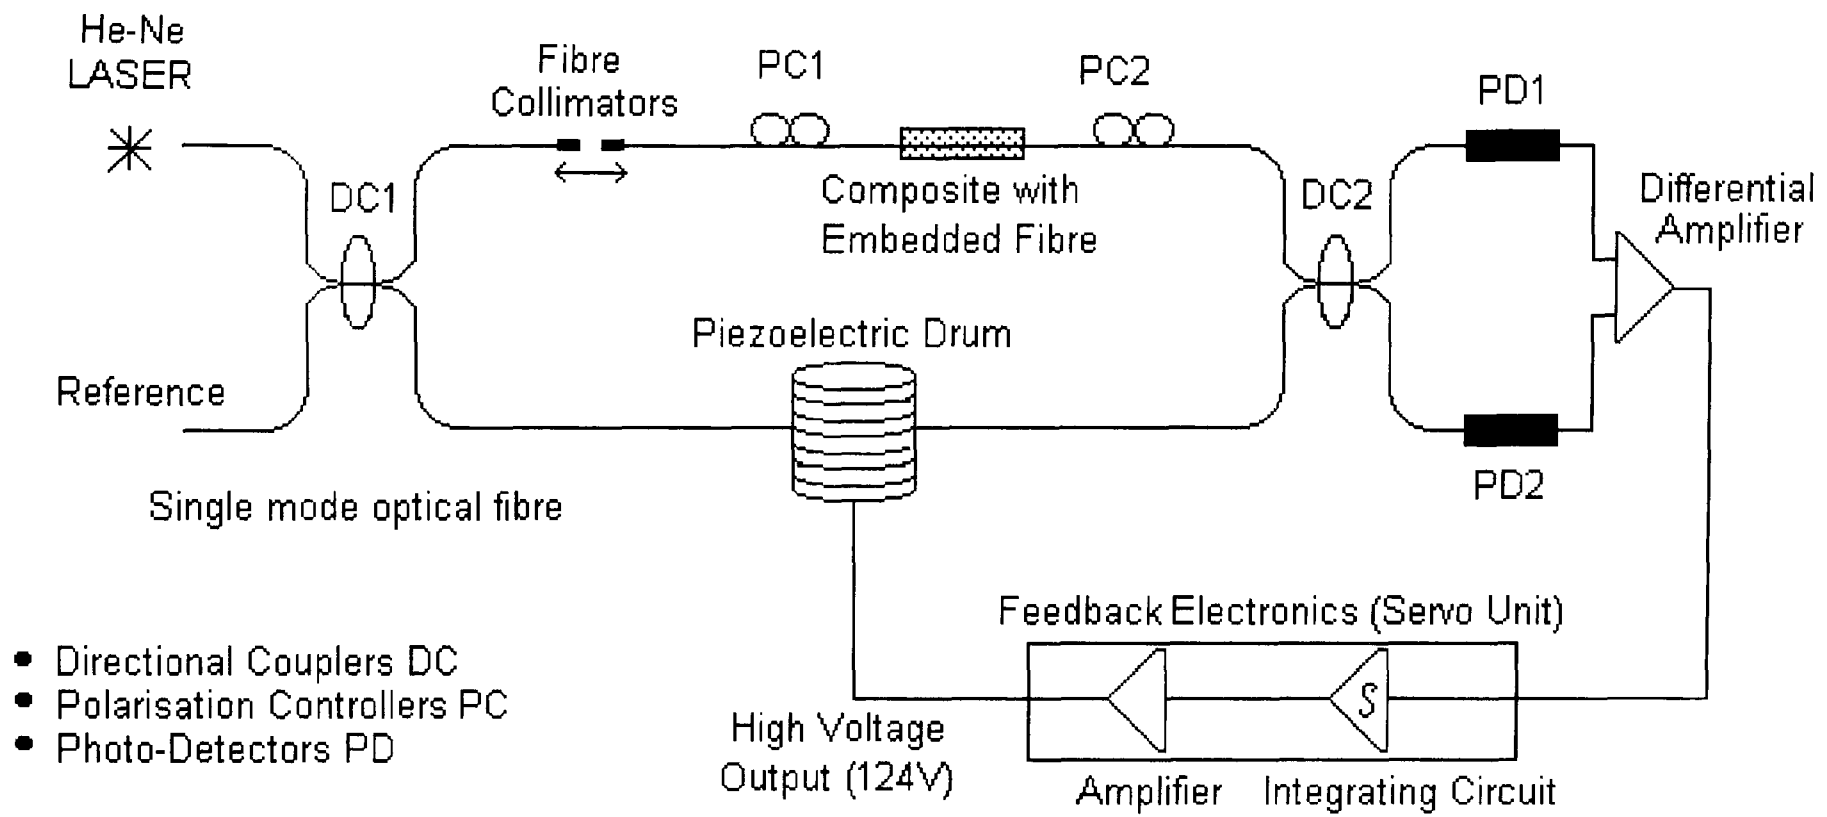 He-Ne
LASER
Fibre
Collimators
PC1
PC2
PD1
DC1
Composite with
Embedded Fibre
DC2
Differential
Amplifier
Piezoelectric Drum
Reference
PD2
Single mode optical fibre
Feedback Electronics (Servo Unit)
• Directional Couplers DC
• Polarisation Controllers PC
• Photo-Detectors PD
S
High Voltage
Output (124V)
Amplifier
Integrating Circuit